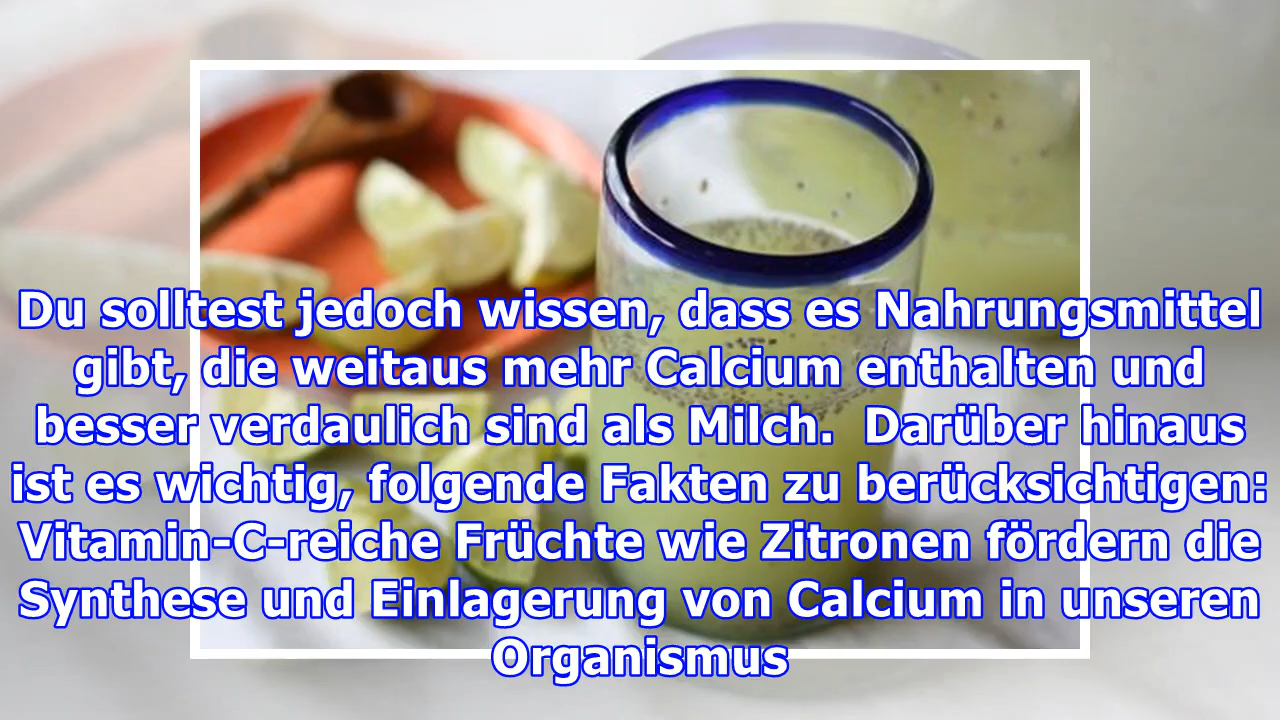 Du solltest jedoch wissen, dass es Nahrungsmittel
gibt, die weitaus mehr Calcium enthalten und
besser verdaulich sind als Milch.  Darüber hinaus
ist es wichtig, folgende Fakten zu berücksichtigen:
Vitamin-C-reiche Früchte wie Zitronen fördern die
Synthese und Einlagerung von Calcium in unseren
Organismus